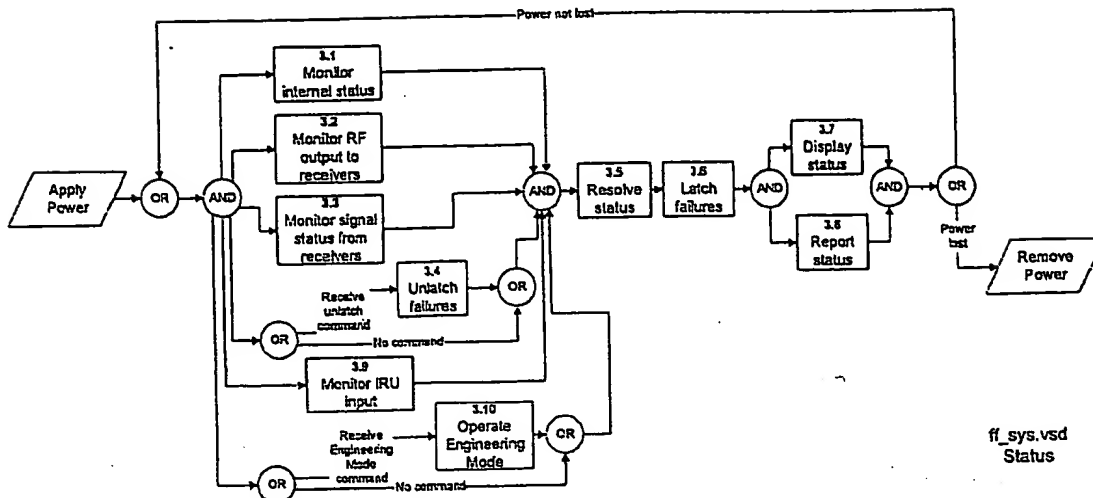 Power not lost
3.1
Monitor
internal status
3.2
Monitor RF
output to
receivers
3.3
Monitor signal
status from
receivers
Apply
Power
OR
AND
3.4
Unlatch
failures
Receive
unlatch
command
OR
No command
OR
3.9
Monitor IRU
input
3.10
Operate
Engineering
Mode
Receive
Engineering
Mode
command
OR
No command
OR
AND
3.5
Resolve
status
3.6
Latch
failures
AND
3.7
Display
status
3.8
Report
status
AND
OR
Power
lost
Remove
Power
ff_sys.vsd
Status